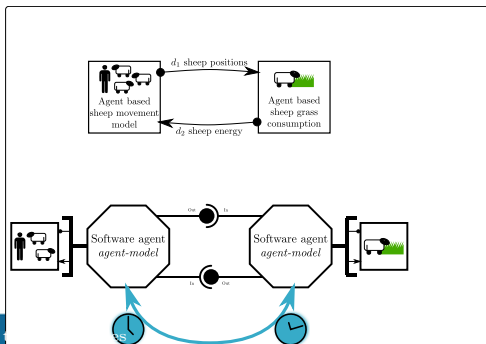 d₁ sheep positions
Agent based
sheep movement
model
Agent based
sheep grass
consumption
d₂ sheep energy
Out
In
Software agent
agent-model
Software agent
agent-model
In
Out
es